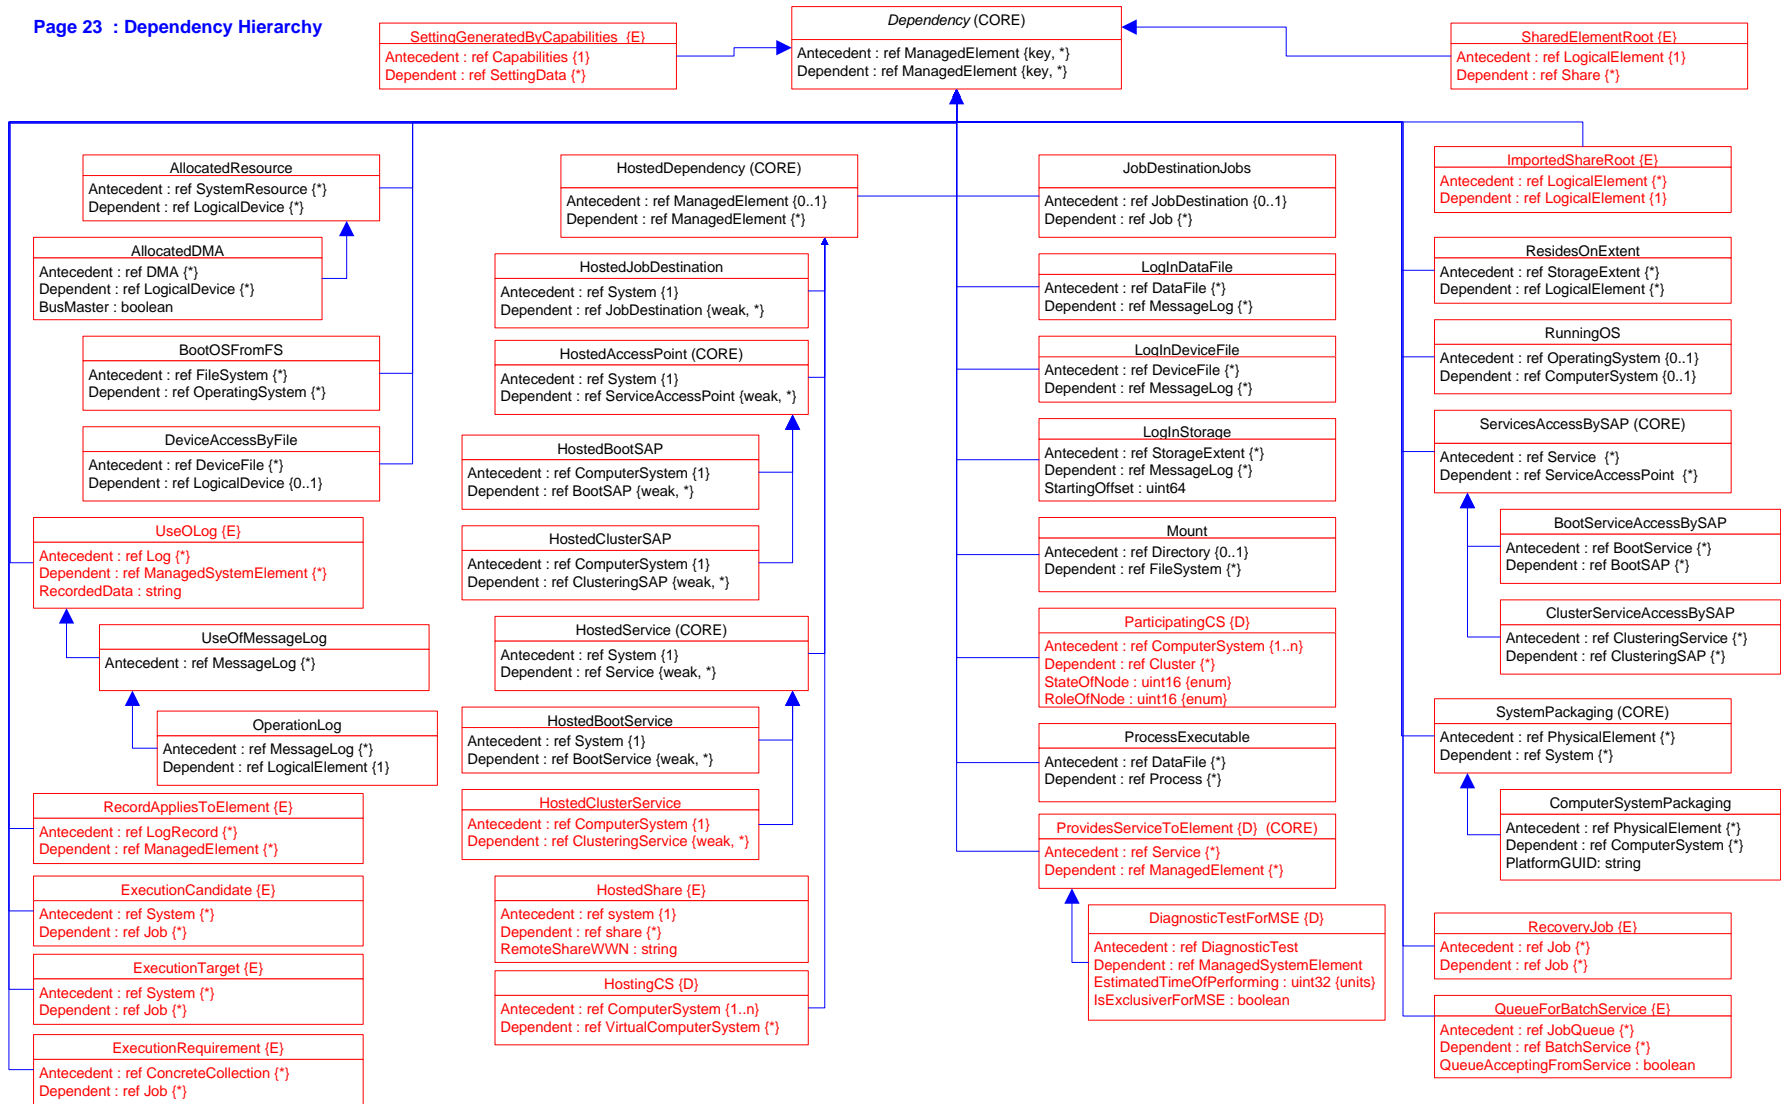 Page 23 : Dependency Hierarchy
SettingGeneratedByCapabilities {E}
Antecedent : ref Capabilities {1}
Dependent : ref SettingData {*}
Dependency (CORE)
Antecedent : ref ManagedElement {key, *}
Dependent : ref ManagedElement {key, *}
SharedElementRoot {E}
Antecedent : ref LogicalElement {1}
Dependent : ref Share {*}
AllocatedResource
Antecedent : ref SystemResource {*}
Dependent : ref LogicalDevice {*}
AllocatedDMA
Antecedent : ref DMA {*}
Dependent : ref LogicalDevice {*}
BusMaster : boolean
BootOSFromFS
Antecedent : ref FileSystem {*}
Dependent : ref OperatingSystem {*}
DeviceAccessByFile
Antecedent : ref DeviceFile {*}
Dependent : ref LogicalDevice {0..1}
UseOLog {E}
Antecedent : ref Log {*}
Dependent : ref ManagedSystemElement {*}
RecordedData : string
UseOfMessageLog
Antecedent : ref MessageLog {*}
OperationLog
Antecedent : ref MessageLog {*}
Dependent : ref LogicalElement {1}
RecordAppliesToElement {E}
Antecedent : ref LogRecord {*}
Dependent : ref ManagedElement {*}
ExecutionCandidate {E}
Antecedent : ref System {*}
Dependent : ref Job {*}
ExecutionTarget {E}
Antecedent : ref System {*}
Dependent : ref Job {*}
ExecutionRequirement {E}
Antecedent : ref ConcreteCollection {*}
Dependent : ref Job {*}
HostedDependency (CORE)
Antecedent : ref ManagedElement {0..1}
Dependent : ref ManagedElement {*}
HostedJobDestination
Antecedent : ref System {1}
Dependent : ref JobDestination {weak, *}
HostedAccessPoint (CORE)
Antecedent : ref System {1}
Dependent : ref ServiceAccessPoint {weak, *}
HostedBootSAP
Antecedent : ref ComputerSystem {1}
Dependent : ref BootSAP {weak, *}
HostedClusterSAP
Antecedent : ref ComputerSystem {1}
Dependent : ref ClusteringSAP {weak, *}
HostedService (CORE)
Antecedent : ref System {1}
Dependent : ref Service {weak, *}
HostedBootService
Antecedent : ref System {1}
Dependent : ref BootService {weak, *}
HostedClusterService
Antecedent : ref ComputerSystem {1}
Dependent : ref ClusteringService {weak, *}
HostedShare {E}
Antecedent : ref system {1}
Dependent : ref share {*}
RemoteShareWWN : string
HostingCS {D}
Antecedent : ref ComputerSystem {1..n}
Dependent : ref VirtualComputerSystem {*}
JobDestinationJobs
Antecedent : ref JobDestination {0..1}
Dependent : ref Job {*}
LogInDataFile
Antecedent : ref DataFile {*}
Dependent : ref MessageLog {*}
LogInDeviceFile
Antecedent : ref DeviceFile {*}
Dependent : ref MessageLog {*}
LogInStorage
Antecedent : ref StorageExtent {*}
Dependent : ref MessageLog {*}
StartingOffset : uint64
Mount
Antecedent : ref Directory {0..1}
Dependent : ref FileSystem {*}
ParticipatingCS {D}
Antecedent : ref ComputerSystem {1..n}
Dependent : ref Cluster {*}
StateOfNode : uint16 {enum}
RoleOfNode : uint16 {enum}
ProcessExecutable
Antecedent : ref DataFile {*}
Dependent : ref Process {*}
ProvidesServiceToElement {D} (CORE)
Antecedent : ref Service {*}
Dependent : ref ManagedElement {*}
DiagnosticTestForMSE {D}
Antecedent : ref DiagnosticTest
Dependent : ref ManagedSystemElement
EstimatedTimeOfPerforming : uint32 {units}
IsExclusiverForMSE : boolean
ImportedShareRoot {E}
Antecedent : ref LogicalElement {*}
Dependent : ref LogicalElement {1}
ResidesOnExtent
Antecedent : ref StorageExtent {*}
Dependent : ref LogicalElement {*}
RunningOS
Antecedent : ref OperatingSystem {0..1}
Dependent : ref ComputerSystem {0..1}
ServicesAccessBySAP (CORE)
Antecedent : ref Service {*}
Dependent : ref ServiceAccessPoint {*}
BootServiceAccessBySAP
Antecedent : ref BootService {*}
Dependent : ref BootSAP {*}
ClusterServiceAccessBySAP
Antecedent : ref ClusteringService {*}
Dependent : ref ClusteringSAP {*}
SystemPackaging (CORE)
Antecedent : ref PhysicalElement {*}
Dependent : ref System {*}
ComputerSystemPackaging
Antecedent : ref PhysicalElement {*}
Dependent : ref ComputerSystem {*}
PlatformGUID: string
RecoveryJob {E}
Antecedent : ref Job {*}
Dependent : ref Job {*}
QueueForBatchService {E}
Antecedent : ref JobQueue {*}
Dependent : ref BatchService {*}
QueueAcceptingFromService : boolean